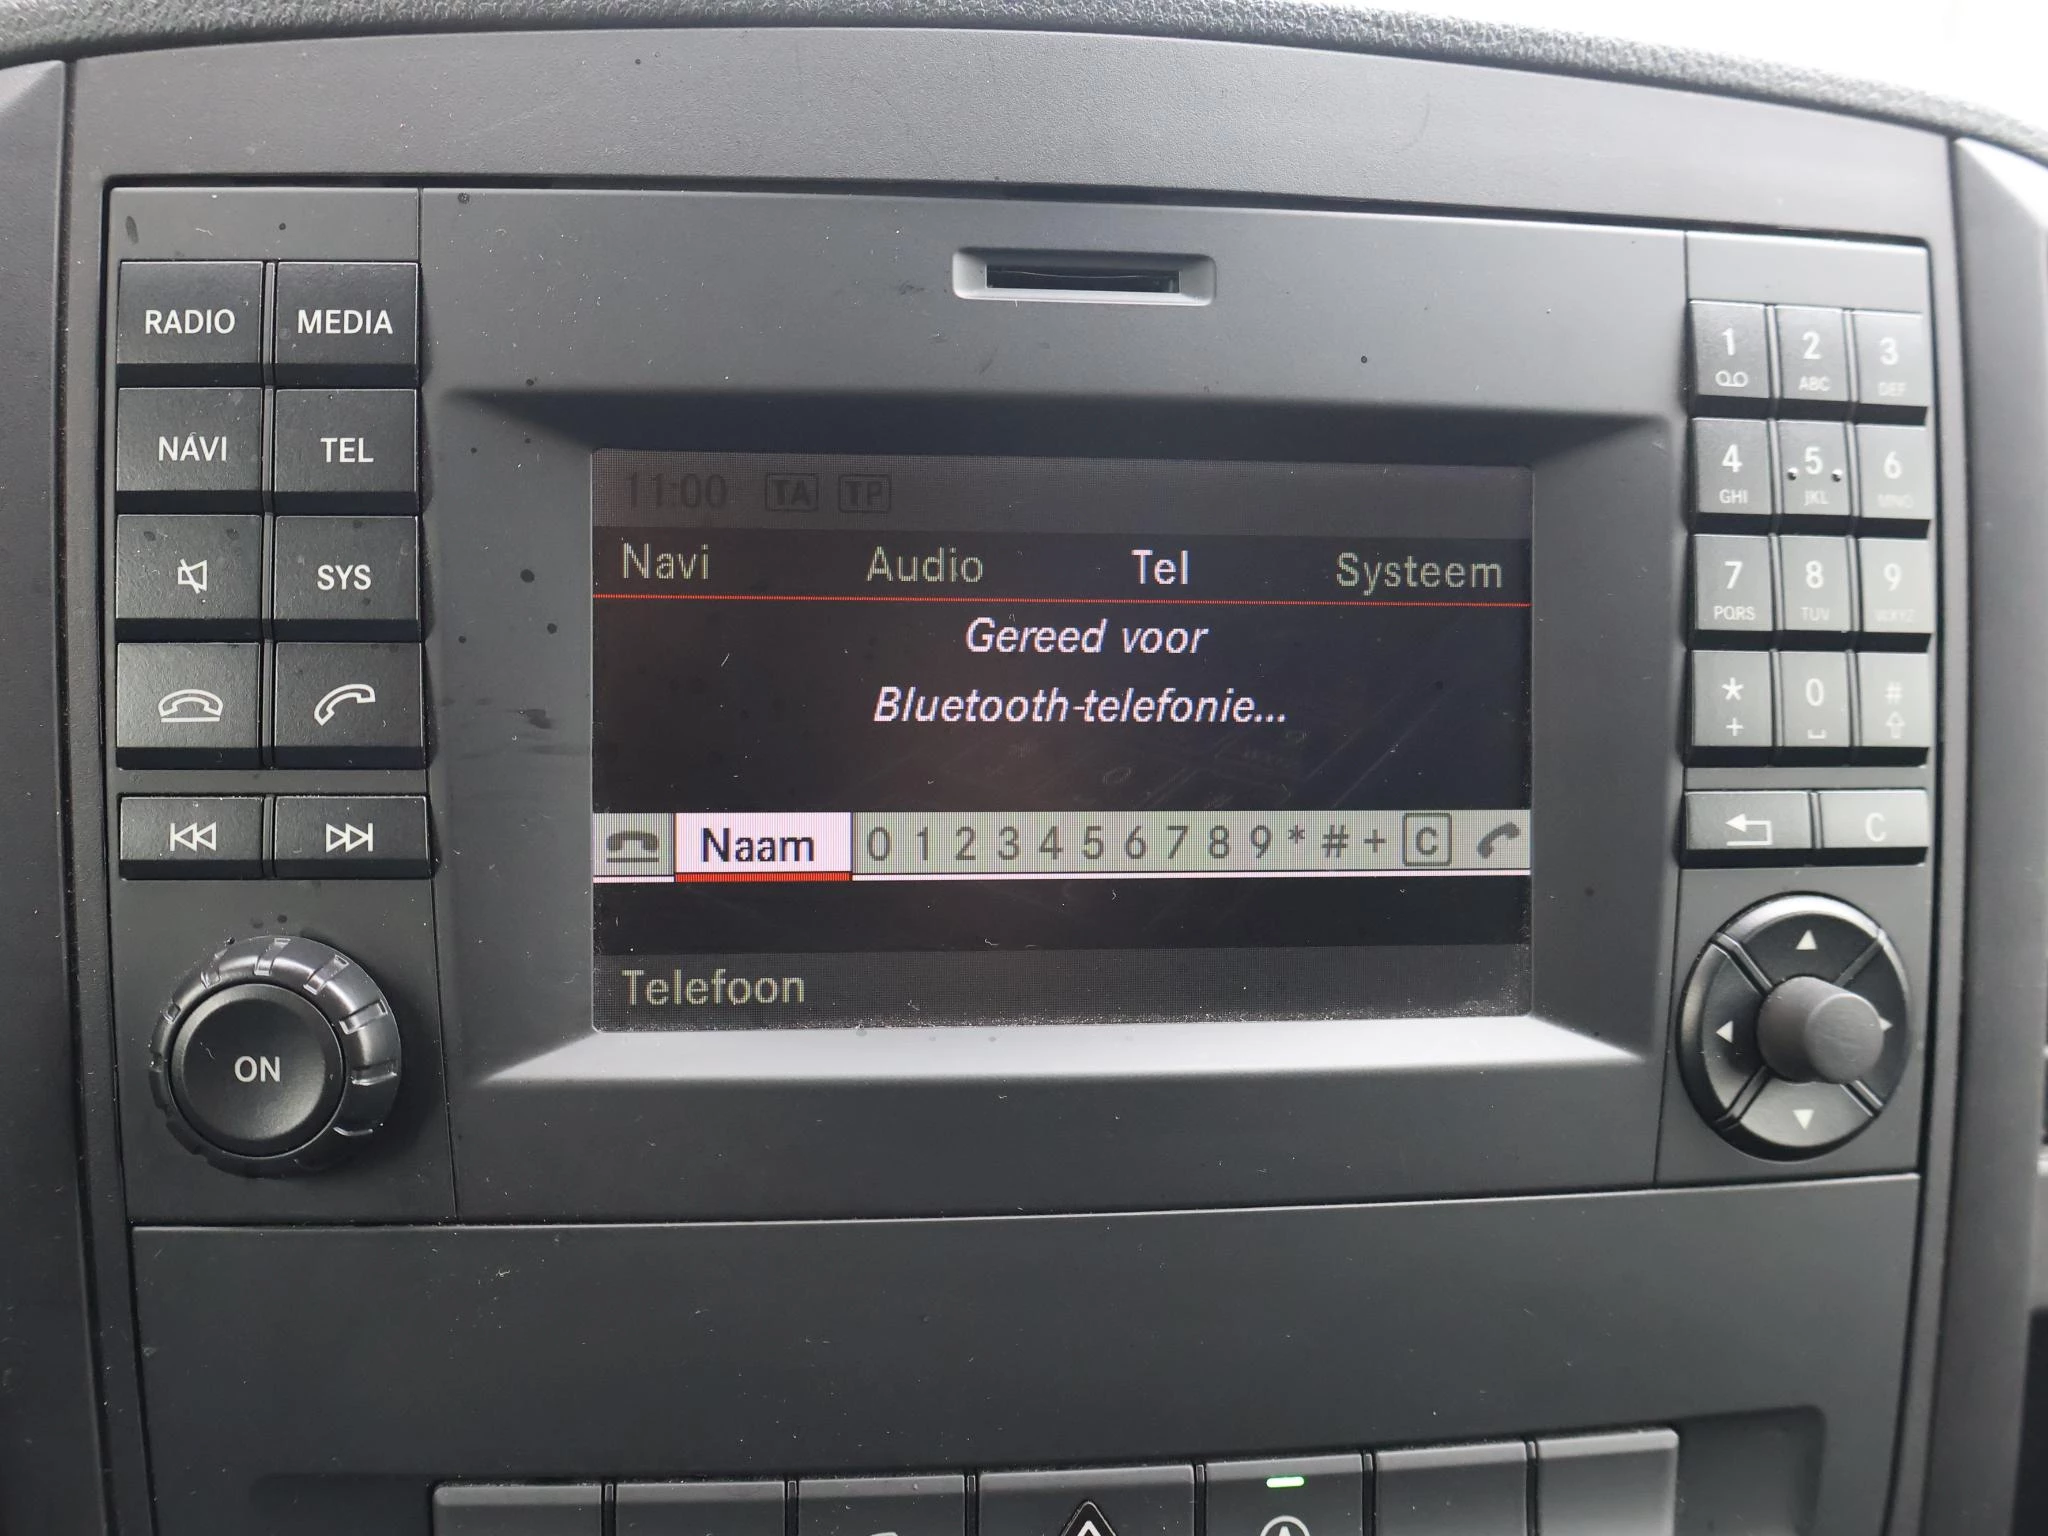 RADIO MEDIA
NAVI TEL
SYS
ON
11:00 TA TP
Navi Audio Tel Systeem
Gereed voor
Bluetooth-telefonie...
Naam 0 1 2 3 4 5 6 7 8 9 * # + C
Telefoon
1 2 3
ABC DEF
4 5 6
GHI JKL MNO
7 8 9
PQRS TUV WXYZ
* 0 #
+
C